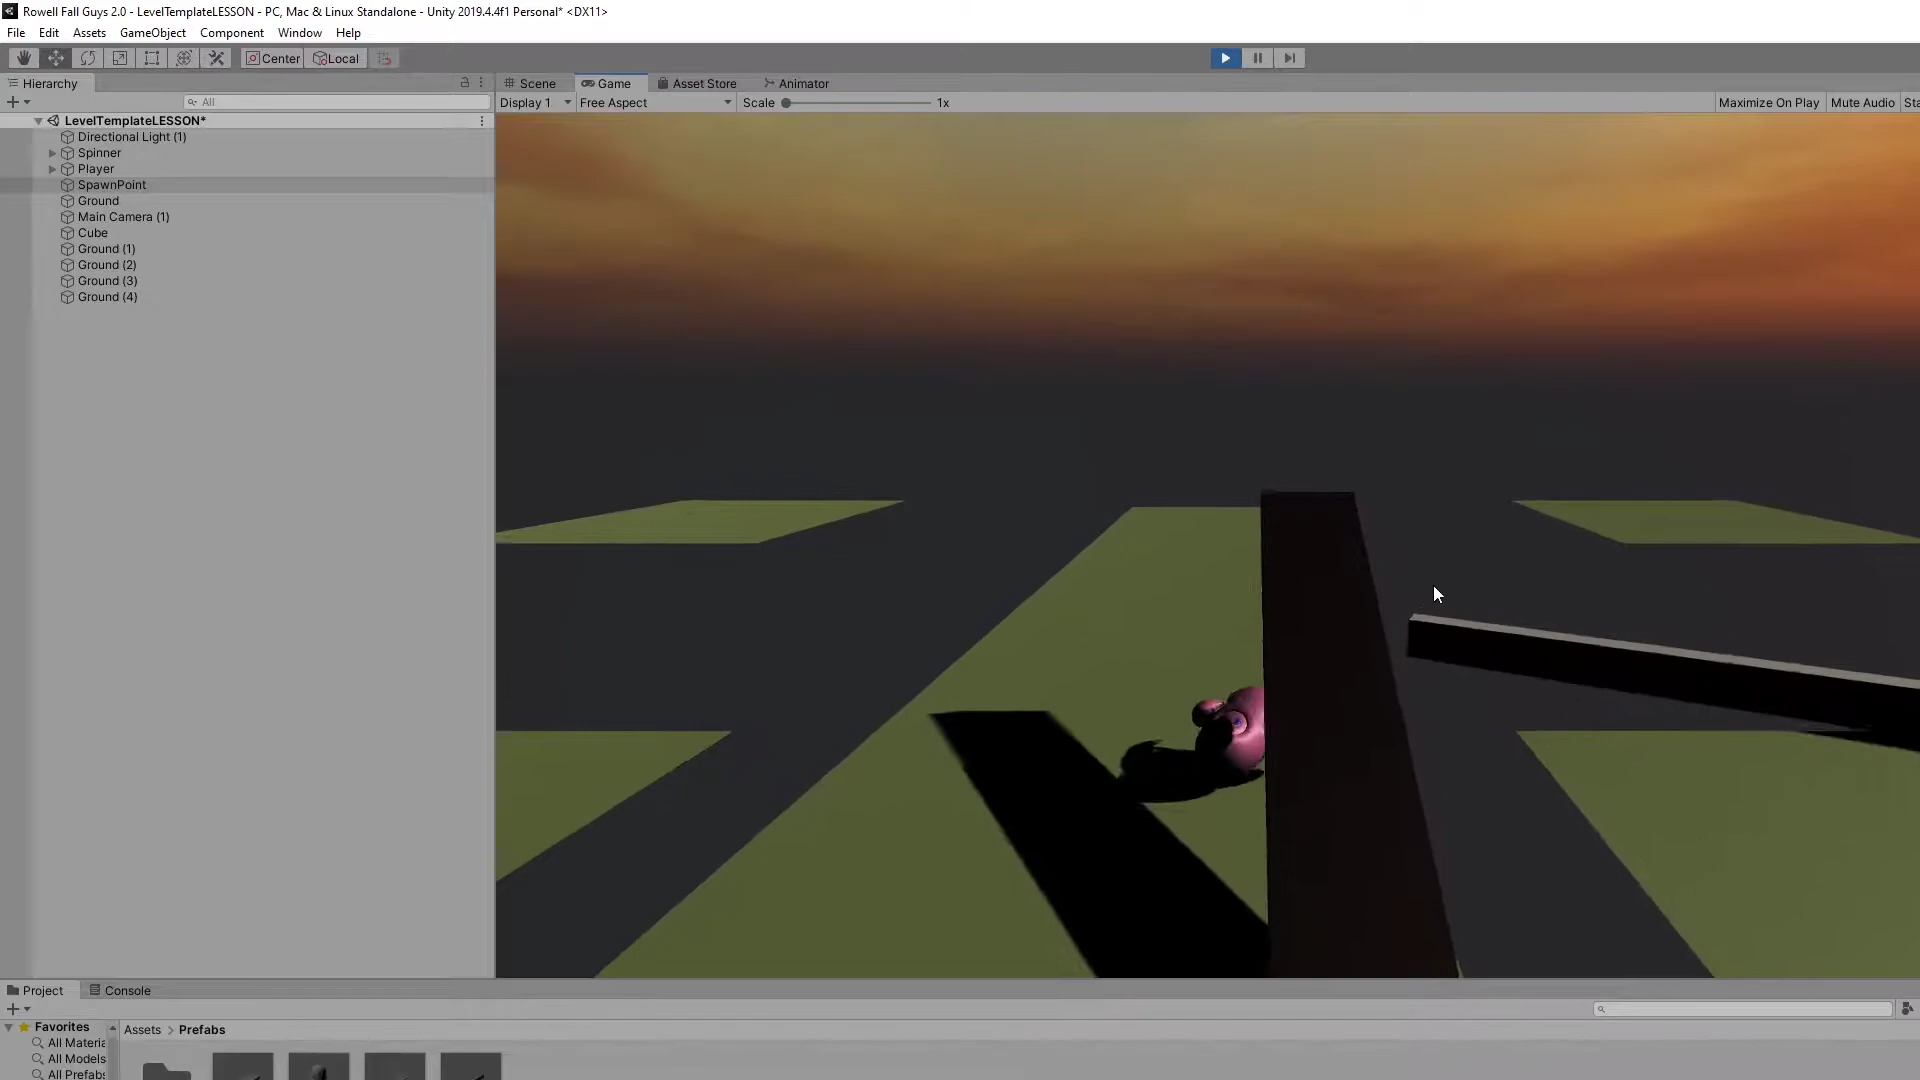 Rowell Fall Guys 2.0 - LevelTemplateLESSON - PC, Mac & Linux Standalone - Unity 2019.4.4f1 Personal* <DX11>
File Edit Assets GameObject Component Window Help
Center Local
Hierarchy Scene Game Asset Store Animator
All Display 1 Free Aspect Scale 1x Maximize On Play Mute Audio Sta
LevelTemplateLESSON*
Directional Light (1)
Spinner
Player
SpawnPoint
Ground
Main Camera (1)
Cube
Ground (1)
Ground (2)
Ground (3)
Ground (4)
Project Console
Favorites Assets > Prefabs
All Materia
All Models
All Prefabs